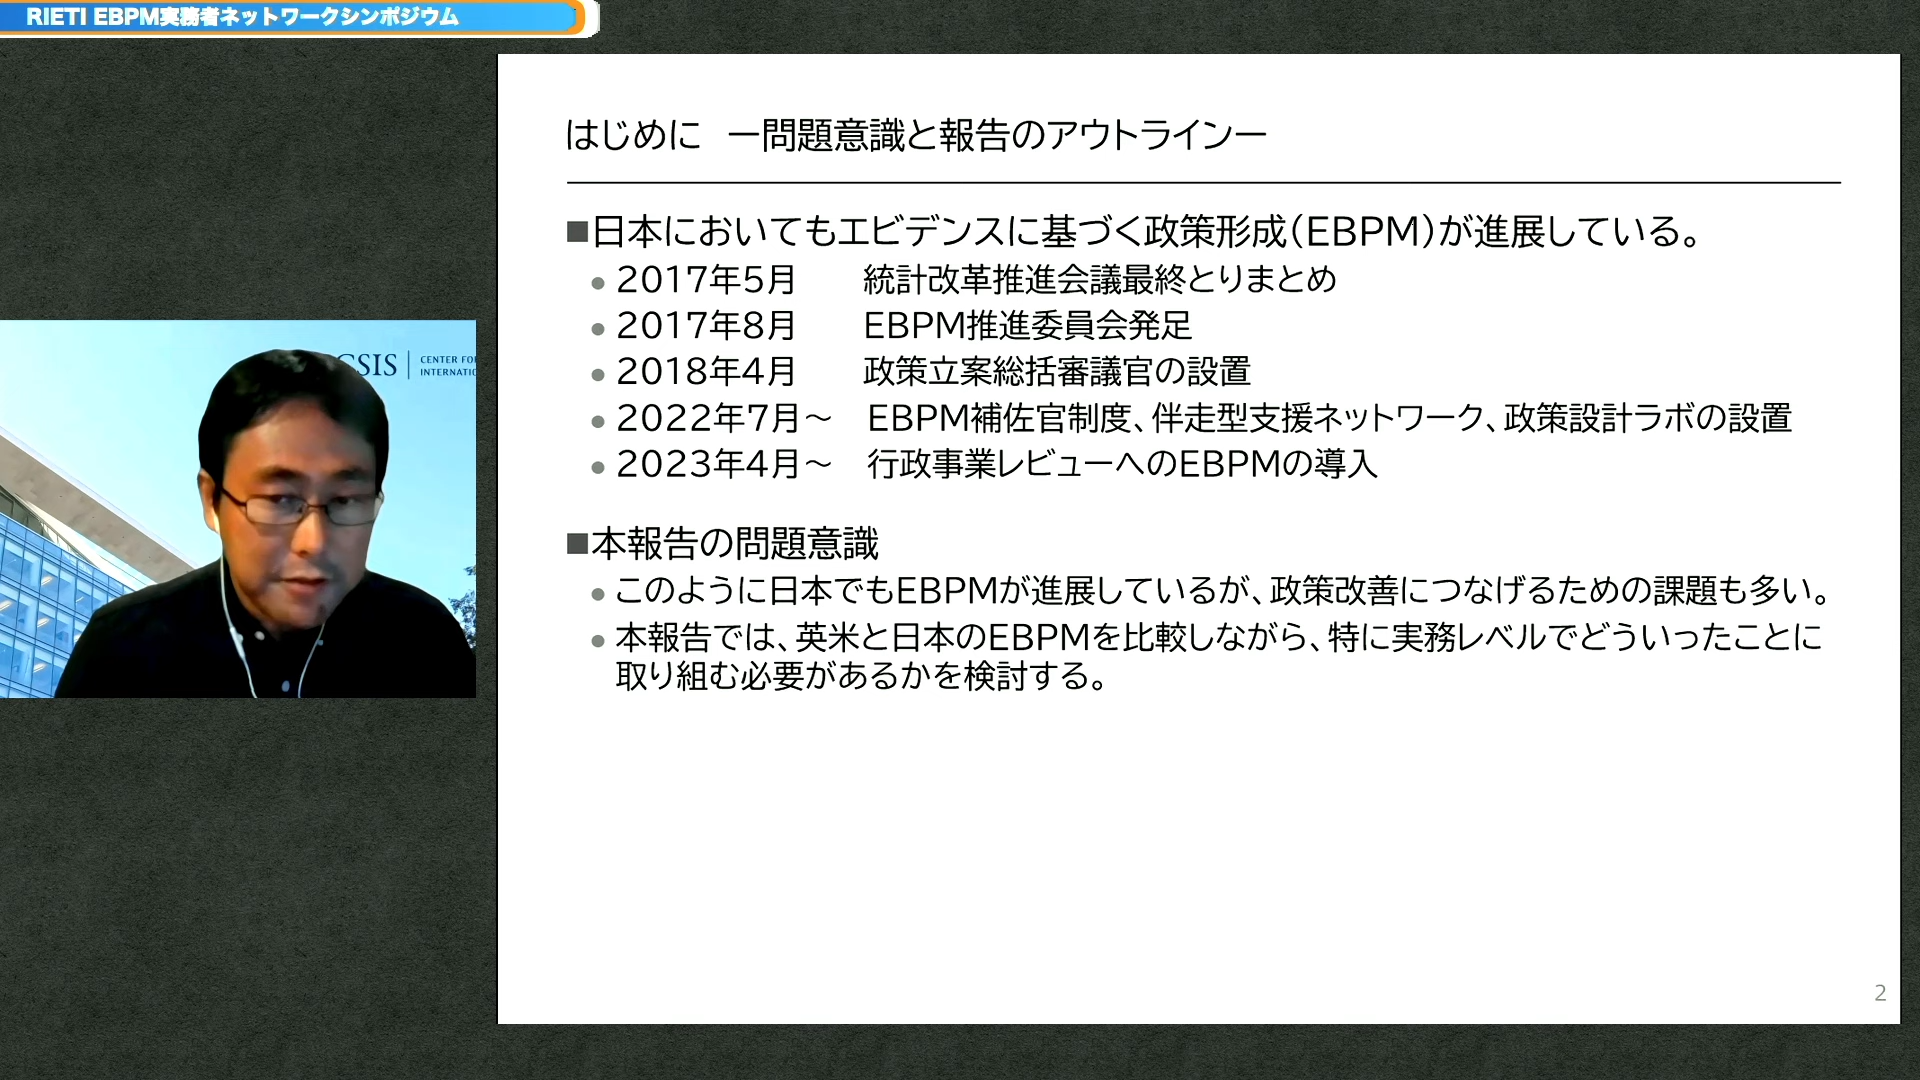 RIETI EBPM実務者ネットワークシンポジウム
CSIS
CENTER FO
INTERNATIO
はじめに　ー問題意識と報告のアウトラインー
■日本においてもエビデンスに基づく政策形成（EBPM）が進展している。
● 2017年5月　　統計改革推進会議最終とりまとめ
● 2017年8月　　EBPM推進委員会発足
● 2018年4月　　政策立案総括審議官の設置
● 2022年7月～　EBPM補佐官制度、伴走型支援ネットワーク、政策設計ラボの設置
● 2023年4月～　行政事業レビューへのEBPMの導入
■本報告の問題意識
● このように日本でもEBPMが進展しているが、政策改善につなげるための課題も多い。
● 本報告では、英米と日本のEBPMを比較しながら、特に実務レベルでどういったことに
取り組む必要があるかを検討する。
2